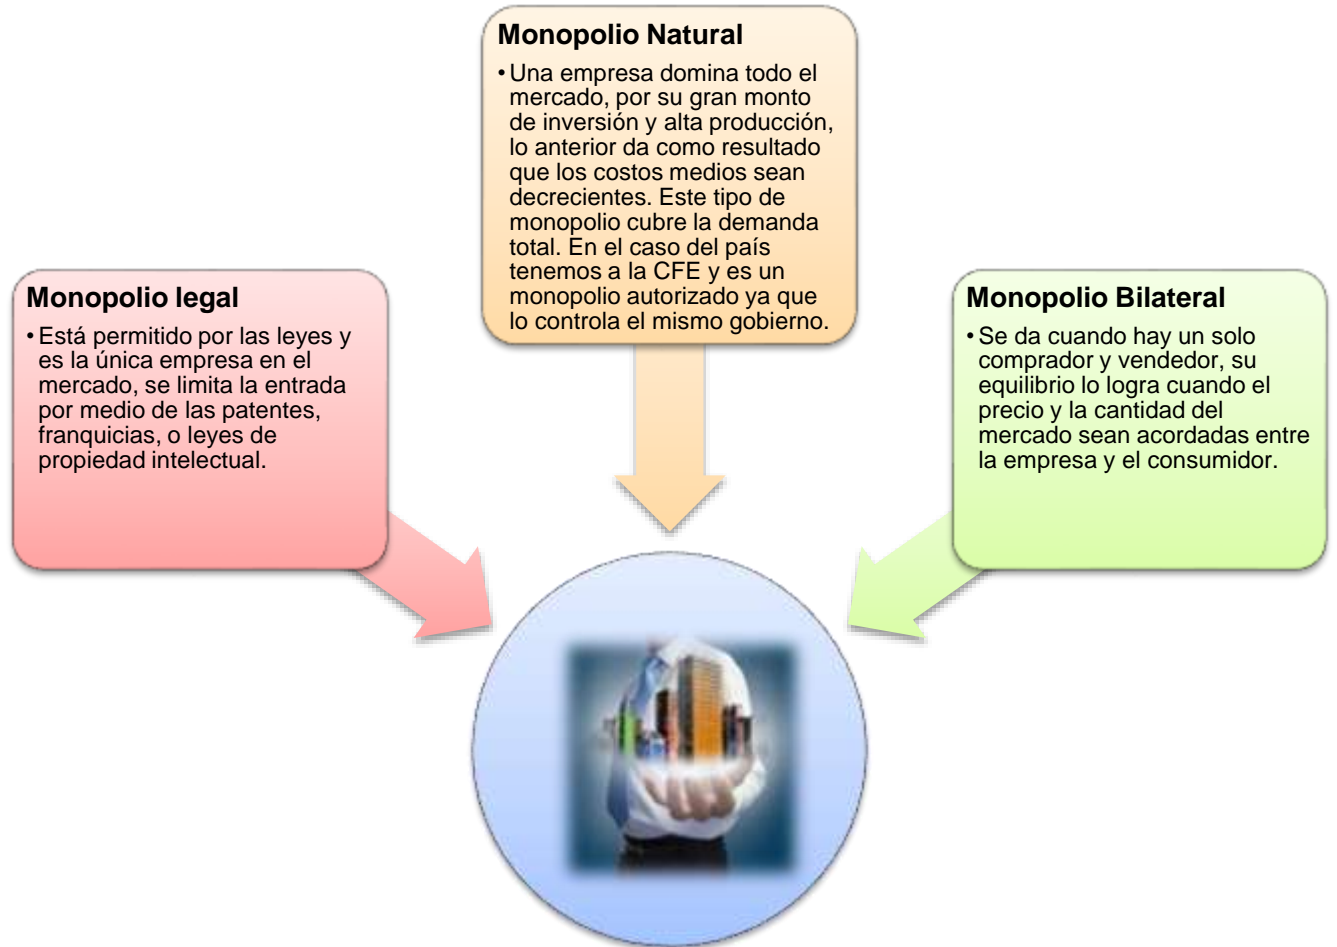 Monopolio Natural
• Una empresa domina todo el
mercado, por su gran monto
de inversión y alta producción,
lo anterior da como resultado
que los costos medios sean
decrecientes. Este tipo de
monopolio cubre la demanda
total. En el caso del país
tenemos a la CFE y es un
monopolio autorizado ya que
lo controla el mismo gobierno.
Monopolio legal
• Está permitido por las leyes y
es la única empresa en el
mercado, se limita la entrada
por medio de las patentes,
franquicias, o leyes de
propiedad intelectual.
Monopolio Bilateral
• Se da cuando hay un solo
comprador y vendedor, su
equilibrio lo logra cuando el
precio y la cantidad del
mercado sean acordadas entre
la empresa y el consumidor.